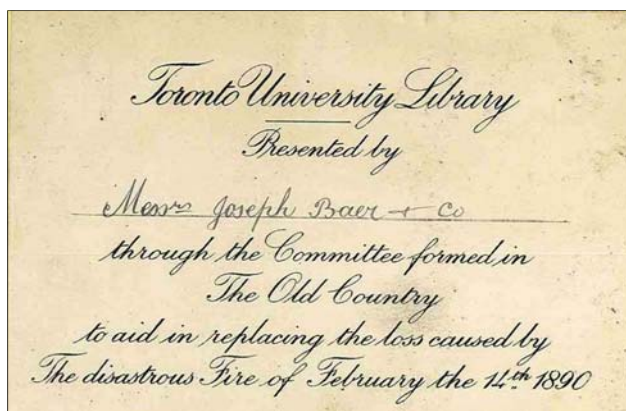 Toronto University Library
Presented by
Messrs Joseph Baer + Co
through the Committee formed in
The Old Country
to aid in replacing the loss caused by
The disastrous Fire of February the 14th 1890